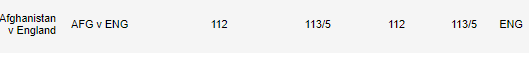 Afghanistan
v England
AFG v ENG
112
113/5
112
113/5
ENG